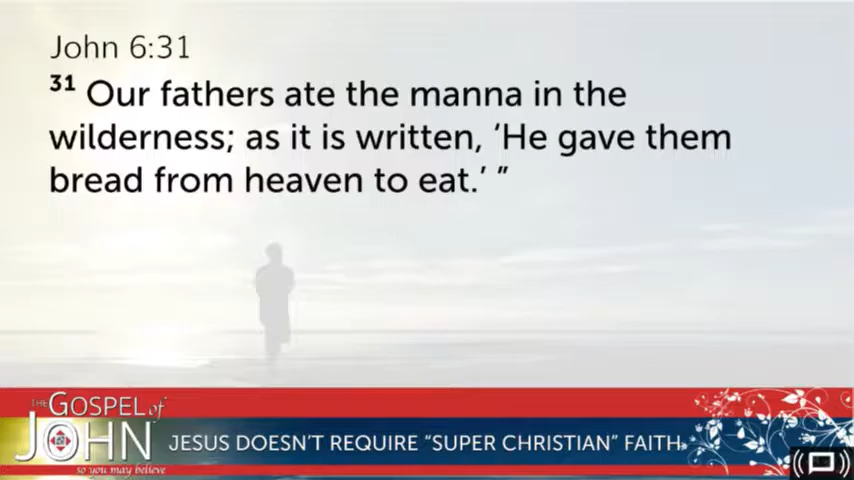 John 6:31
31 Our fathers ate the manna in the
wilderness; as it is written, ‘He gave them
bread from heaven to eat.’ ”
THE GOSPEL of
JOHN
so you may believe
JESUS DOESN’T REQUIRE “SUPER CHRISTIAN” FAITH